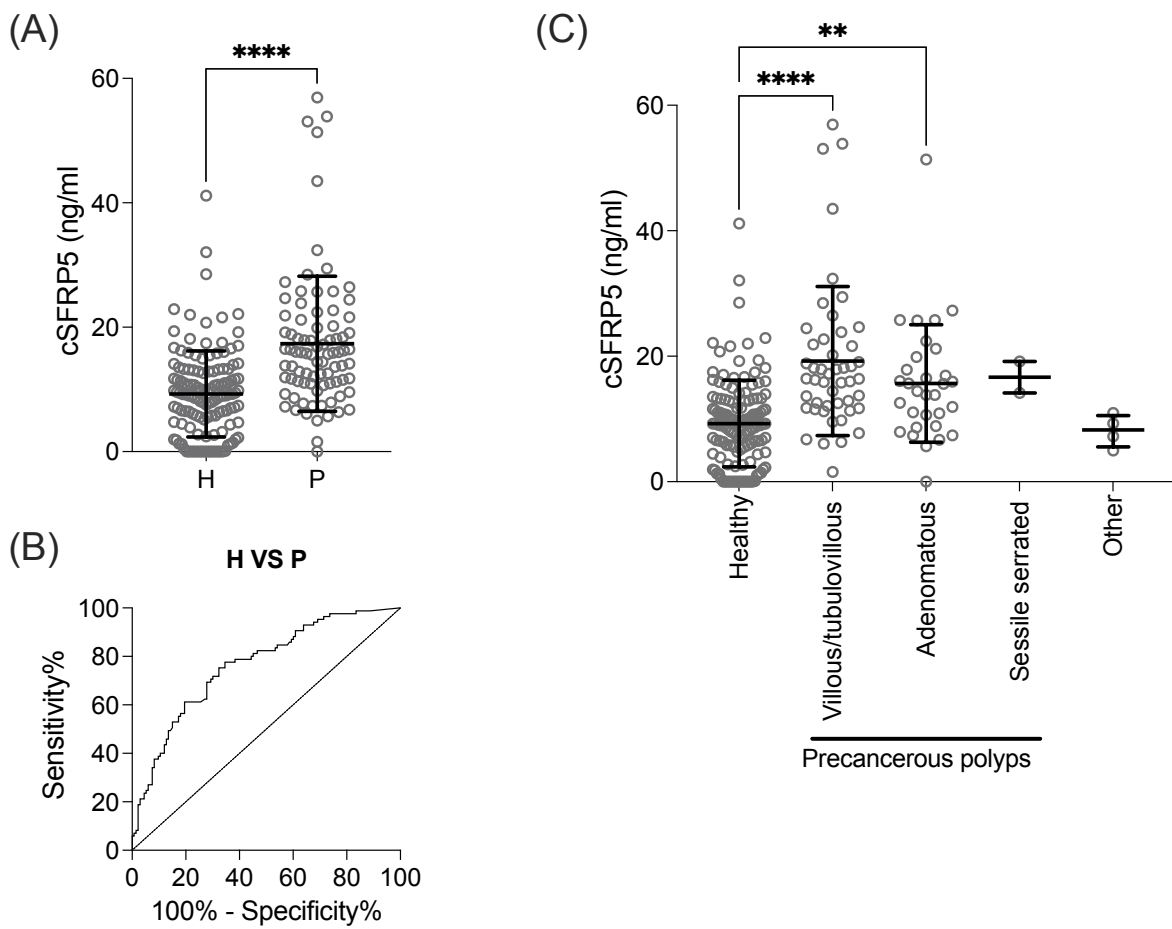 (A)
****
60
40
20
0
cSFRP5 (ng/ml
H
P
(B)
H VS P
100
80
60
40
20
0
Sensitivity%
0 20 40 60 80 100
100% - Specificity%
(C)
**
****
60
40
20
0
cSFRP5 (ng/ml)
Healthy
Villous/tubulovillous
Adenomatous
Sessile serrated
Other
Precancerous polyps